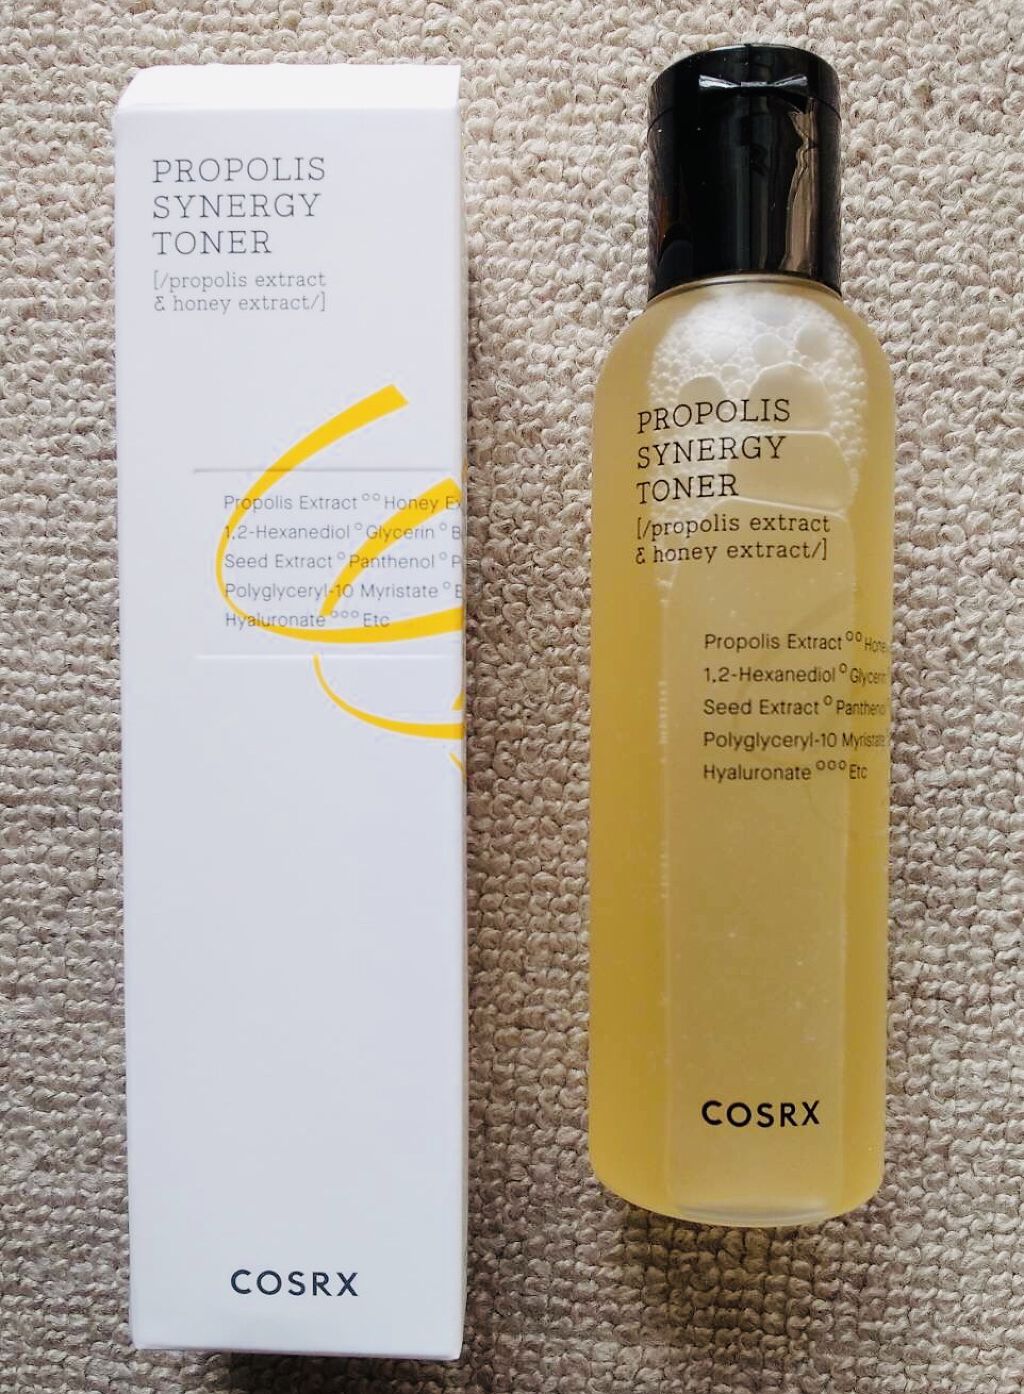 PROPOLIS
SYNERGY
TONER
[/propolis extract
& honey extract/]
Propolis Extract°°Honey
1,2-Hexanediol°Glycerin°
Seed Extract°Panthenol°
Polyglyceryl-10 Myristate°
Hyaluronate°°°Etc
COSRX
PROPOLIS
SYNERGY
TONER
[/propolis extract
& honey extract/]
Propolis Extract°°
1,2-Hexanediol°Glycerin
Seed Extract°Panthenol
Polyglyceryl-10 Myristate
Hyaluronate°°°Etc
COSRX